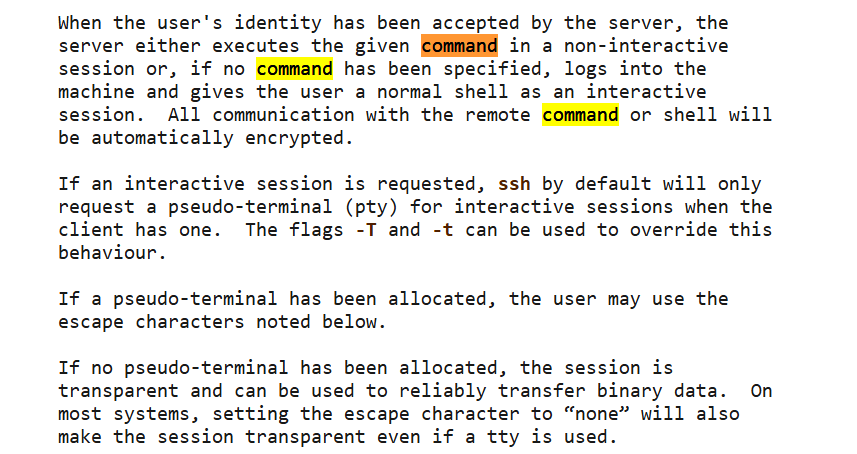 When the user's identity has been accepted by the server, the
server either executes the given command in a non-interactive
session or, if no command has been specified, logs into the
machine and gives the user a normal shell as an interactive
session.  All communication with the remote command or shell will
be automatically encrypted.

If an interactive session is requested, ssh by default will only
request a pseudo-terminal (pty) for interactive sessions when the
client has one.  The flags -T and -t can be used to override this
behaviour.

If a pseudo-terminal has been allocated, the user may use the
escape characters noted below.

If no pseudo-terminal has been allocated, the session is
transparent and can be used to reliably transfer binary data.  On
most systems, setting the escape character to “none” will also
make the session transparent even if a tty is used.